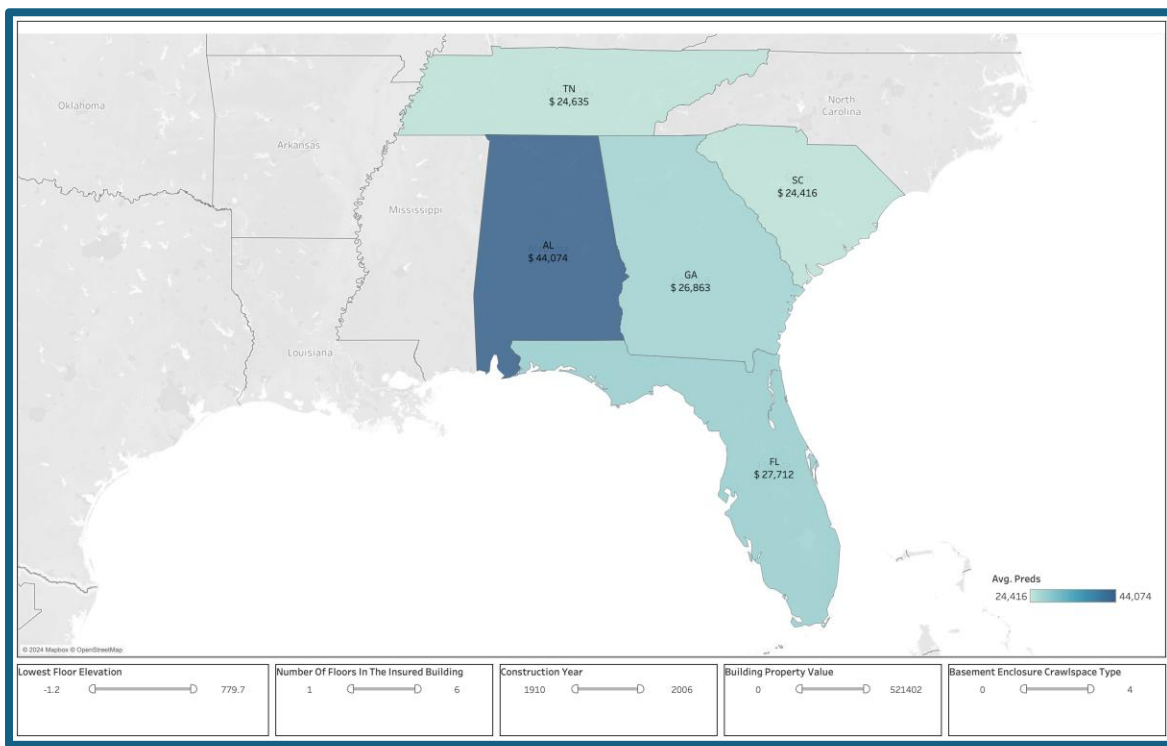 Oklahoma
Arkansas
Mississippi
Louisiana
North
Carolina
TN
$ 24,635
SC
$ 24,416
AL
$ 44,074
GA
$ 26,863
FL
$ 27,712
Avg. Preds
24,416 44,074
© 2024 Mapbox © OpenStreetMap
Lowest Floor Elevation
-1.2 779.7
Number Of Floors In The Insured Building
1 6
Construction Year
1910 2006
Building Property Value
0 521402
Basement Enclosure Crawlspace Type
0 4